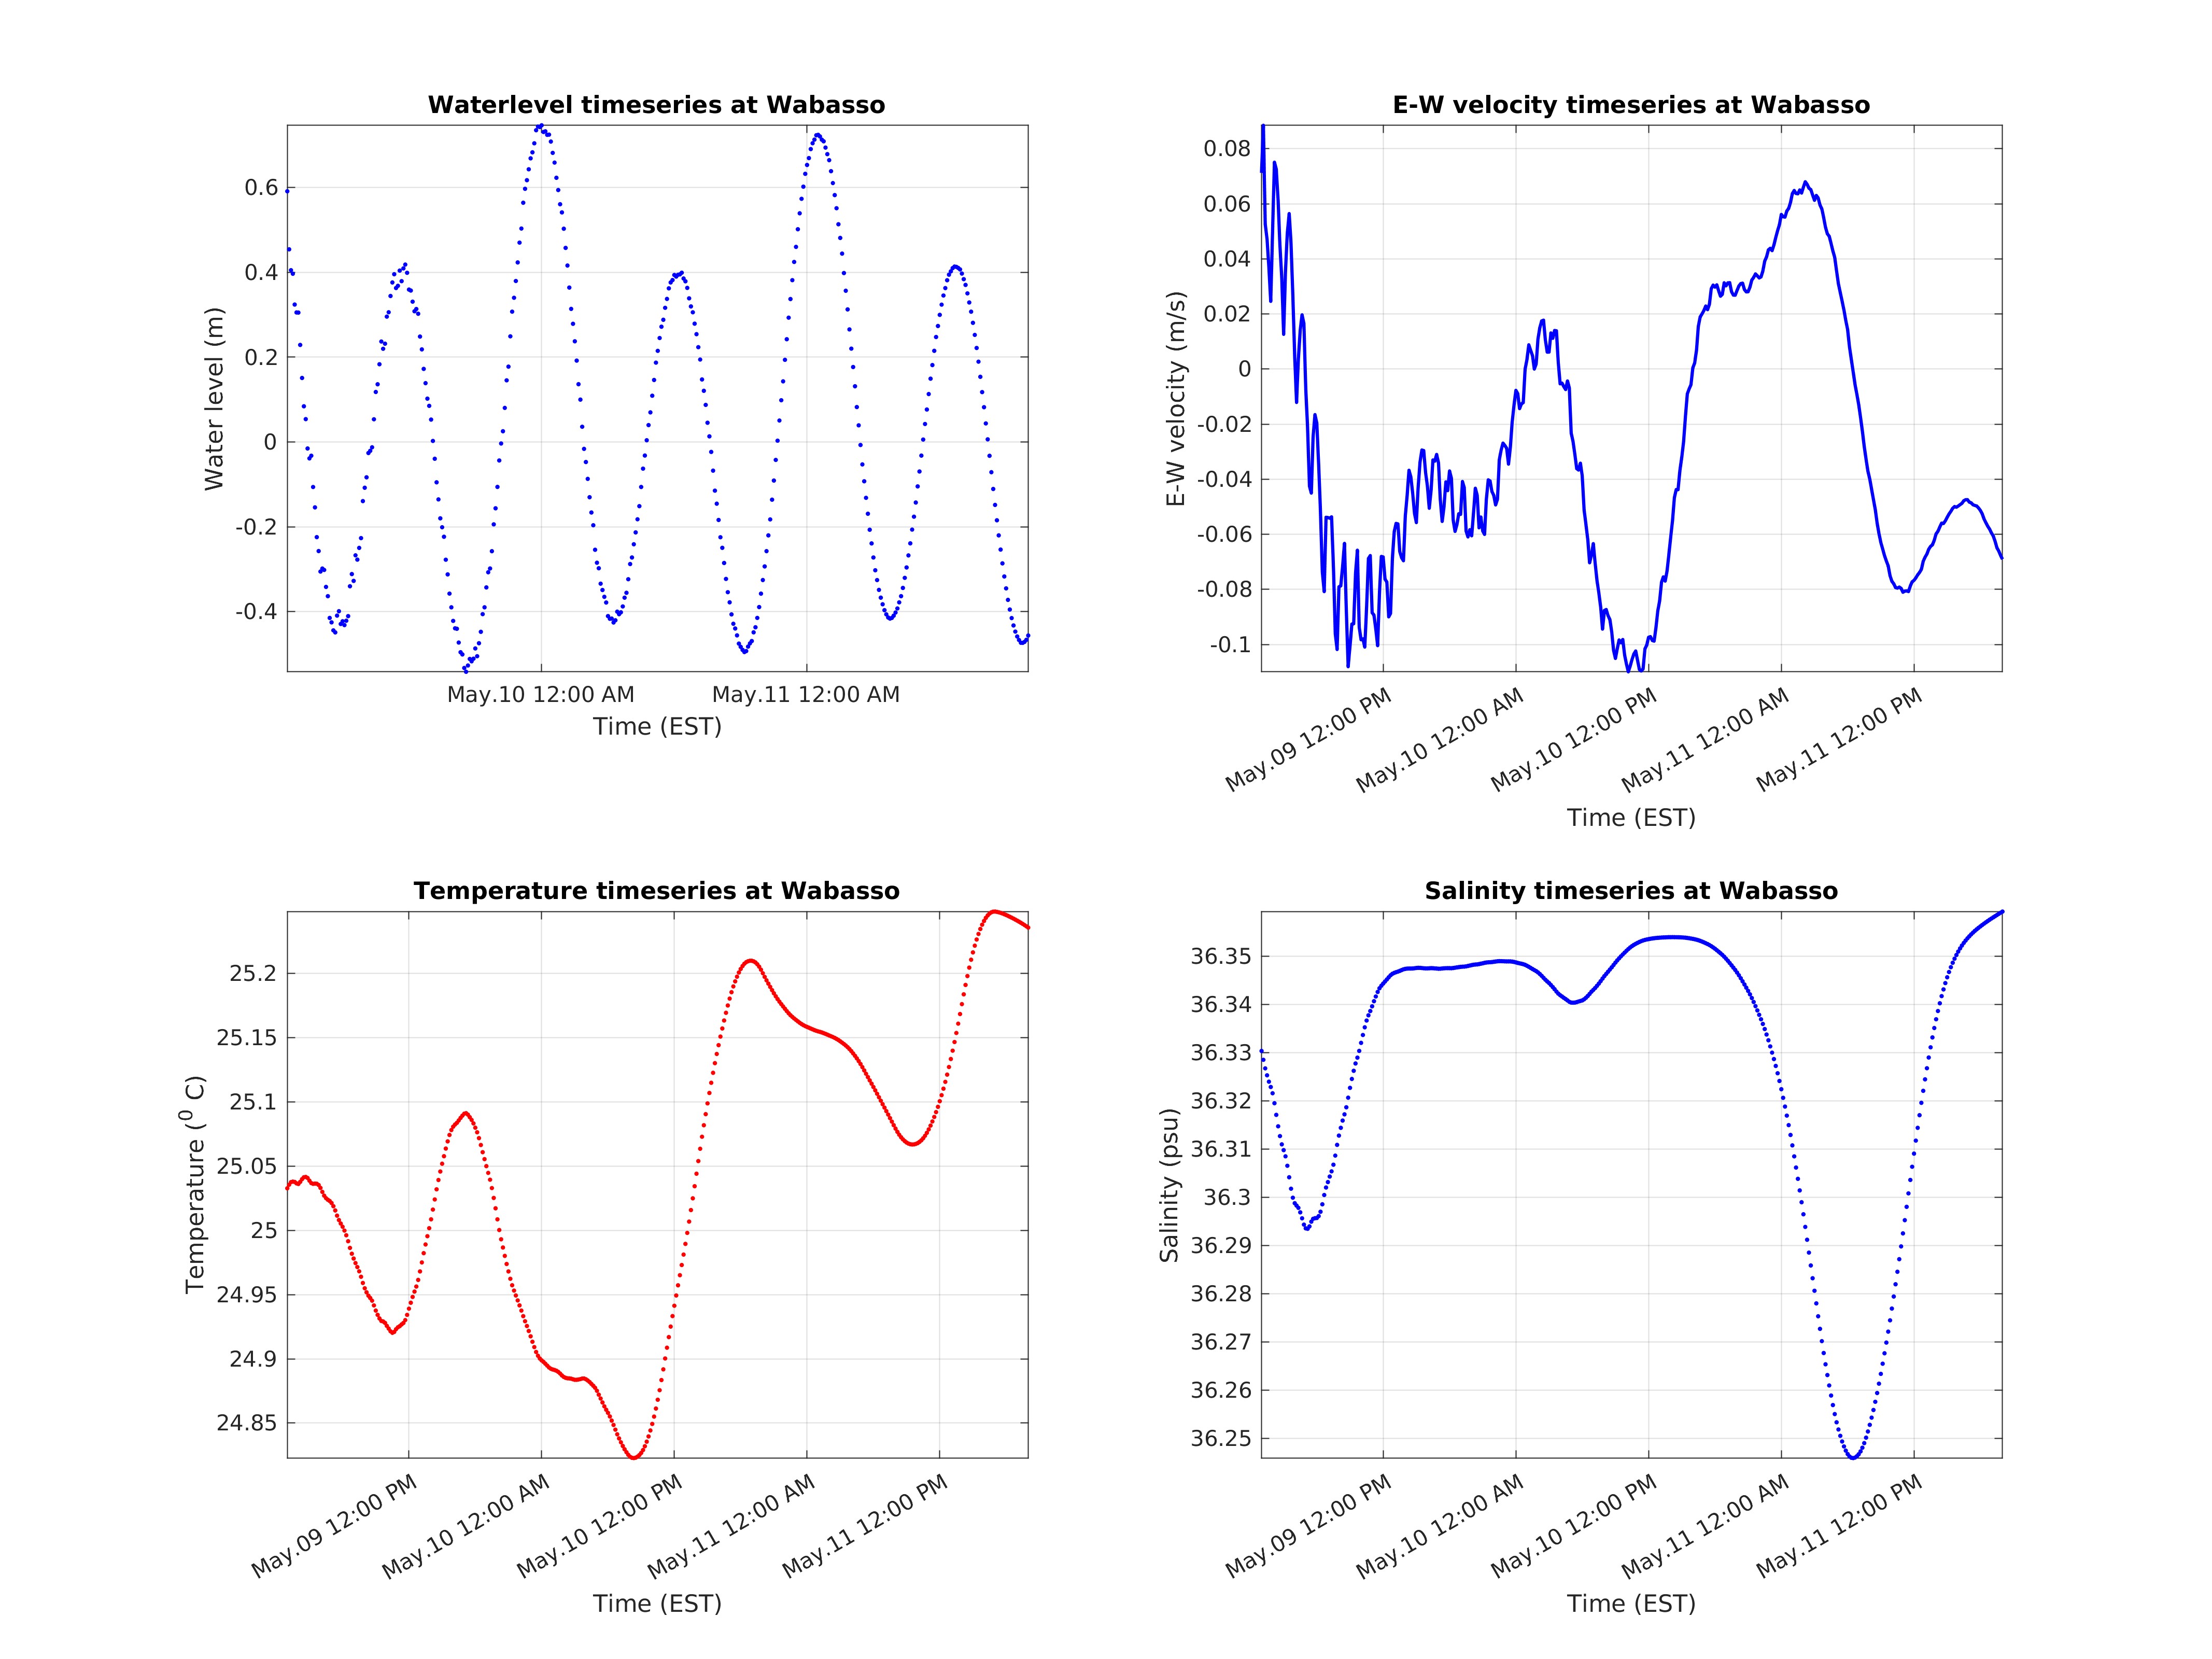 Waterlevel timeseries at Wabasso
0.6
0.4
0.2
0
-0.2
-0.4
Water level (m)
May.10 12:00 AM
May.11 12:00 AM
Time (EST)
E-W velocity timeseries at Wabasso
0.08
0.06
0.04
0.02
0
-0.02
-0.04
-0.06
-0.08
-0.1
E-W velocity (m/s)
May.09 12:00 PM
May.10 12:00 AM
May.10 12:00 PM
May.11 12:00 AM
May.11 12:00 PM
Time (EST)
Temperature timeseries at Wabasso
25.2
25.15
25.1
25.05
25
24.95
24.9
24.85
Temperature (⁰ C)
May.09 12:00 PM
May.10 12:00 AM
May.10 12:00 PM
May.11 12:00 AM
May.11 12:00 PM
Time (EST)
Salinity timeseries at Wabasso
36.35
36.34
36.33
36.32
36.31
36.3
36.29
36.28
36.27
36.26
36.25
Salinity (psu)
May.09 12:00 PM
May.10 12:00 AM
May.10 12:00 PM
May.11 12:00 AM
May.11 12:00 PM
Time (EST)